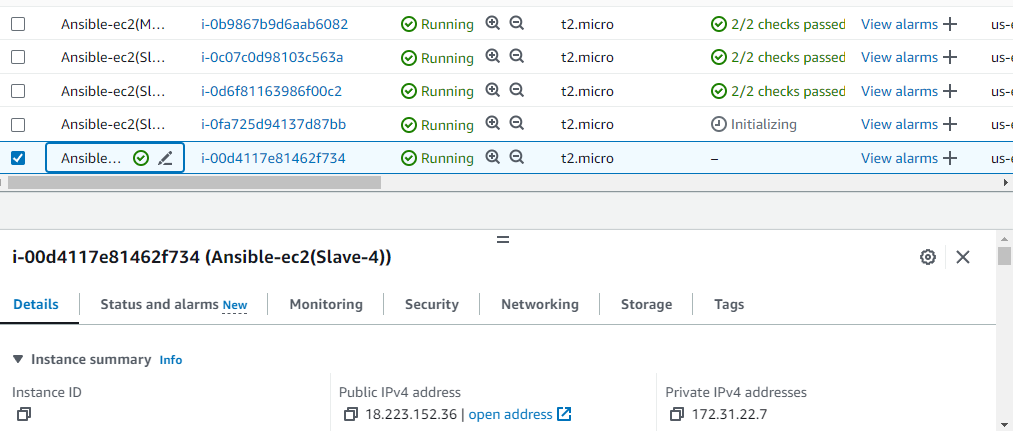 Ansible-ec2(M... i-0b9867b9d6aab6082 Running t2.micro 2/2 checks passed View alarms us-e
Ansible-ec2(Sl... i-0c07c0d98103c563a Running t2.micro 2/2 checks passed View alarms us-e
Ansible-ec2(Sl... i-0d6f81163986f00c2 Running t2.micro 2/2 checks passed View alarms us-e
Ansible-ec2(Sl... i-0fa725d94137d87bb Running t2.micro Initializing View alarms us-e
Ansible... i-00d4117e81462f734 Running t2.micro – View alarms us-e
i-00d4117e81462f734 (Ansible-ec2(Slave-4))
Details Status and alarms New Monitoring Security Networking Storage Tags
Instance summary Info
Instance ID Public IPv4 address Private IPv4 addresses
18.223.152.36 | open address 172.31.22.7